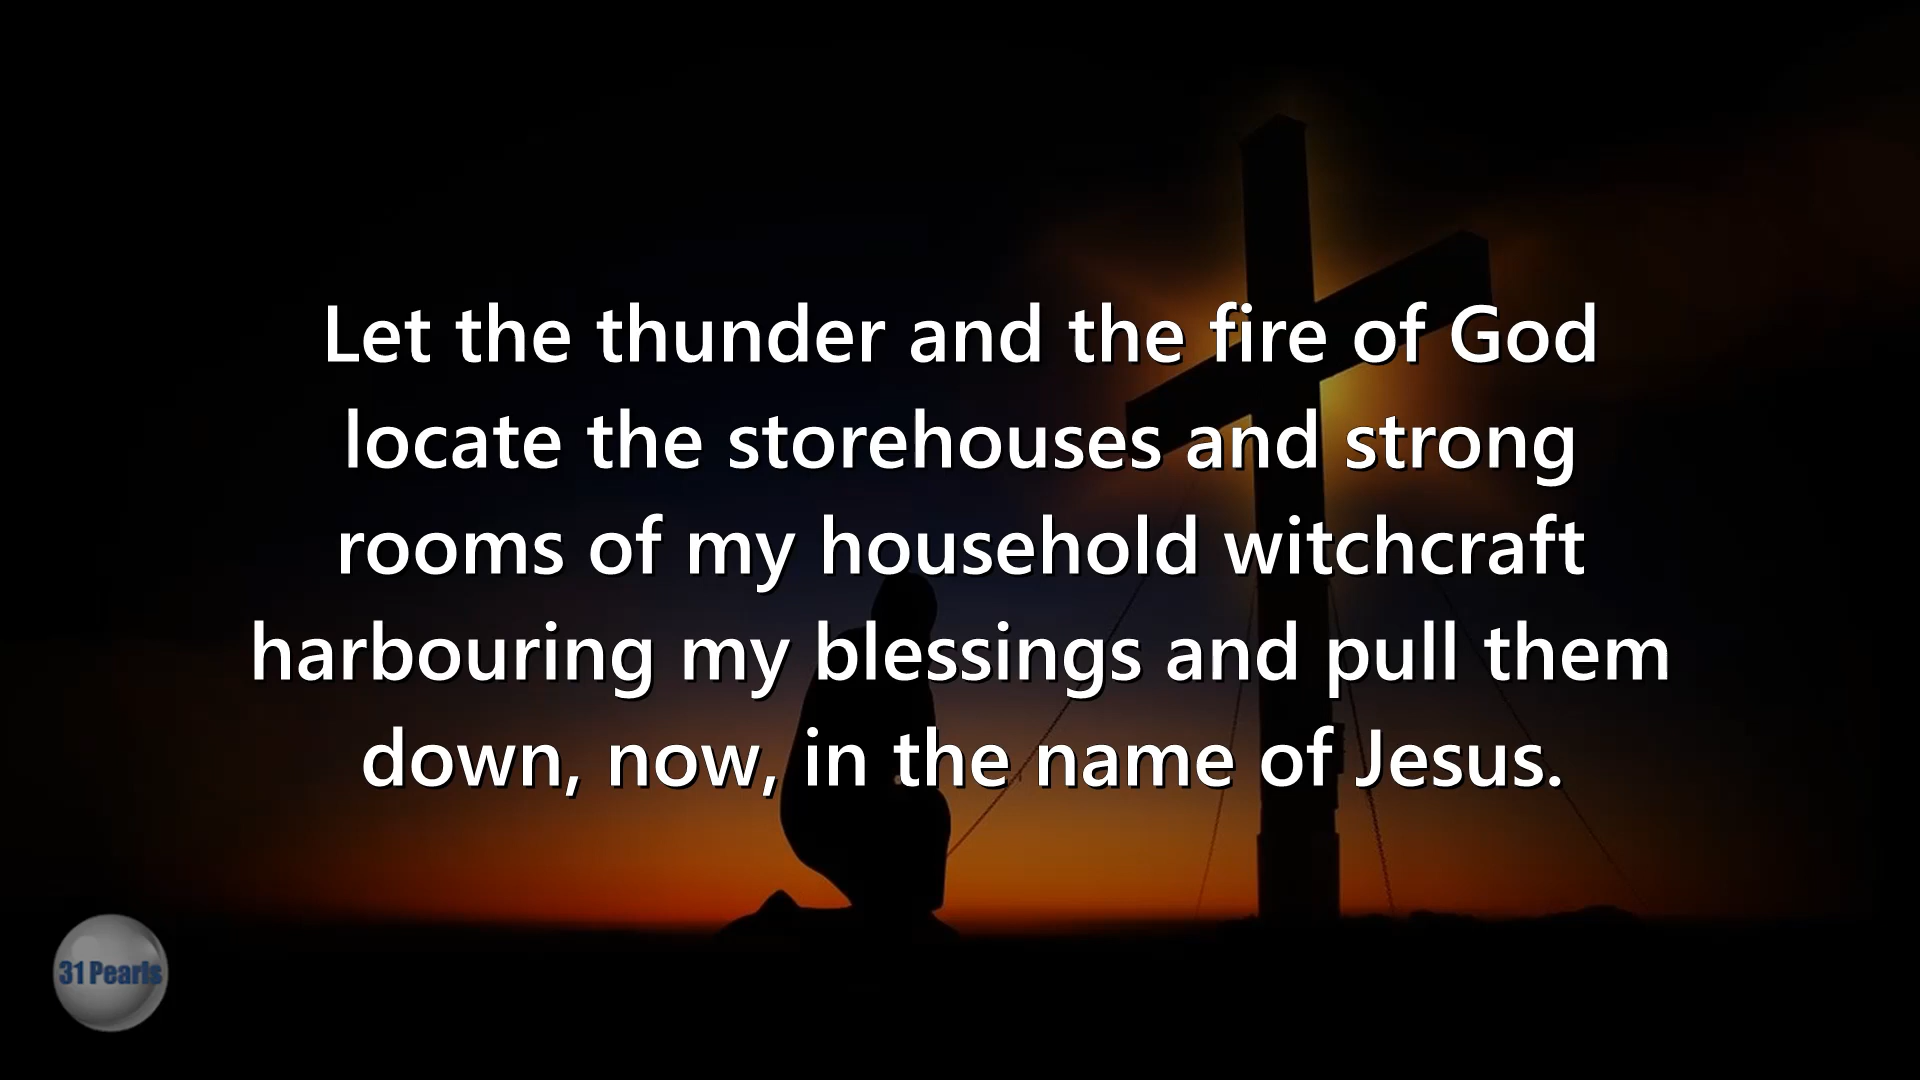 Let the thunder and the fire of God
locate the storehouses and strong
rooms of my household witchcraft
harbouring my blessings and pull them
down, now, in the name of Jesus.
31 Pearls